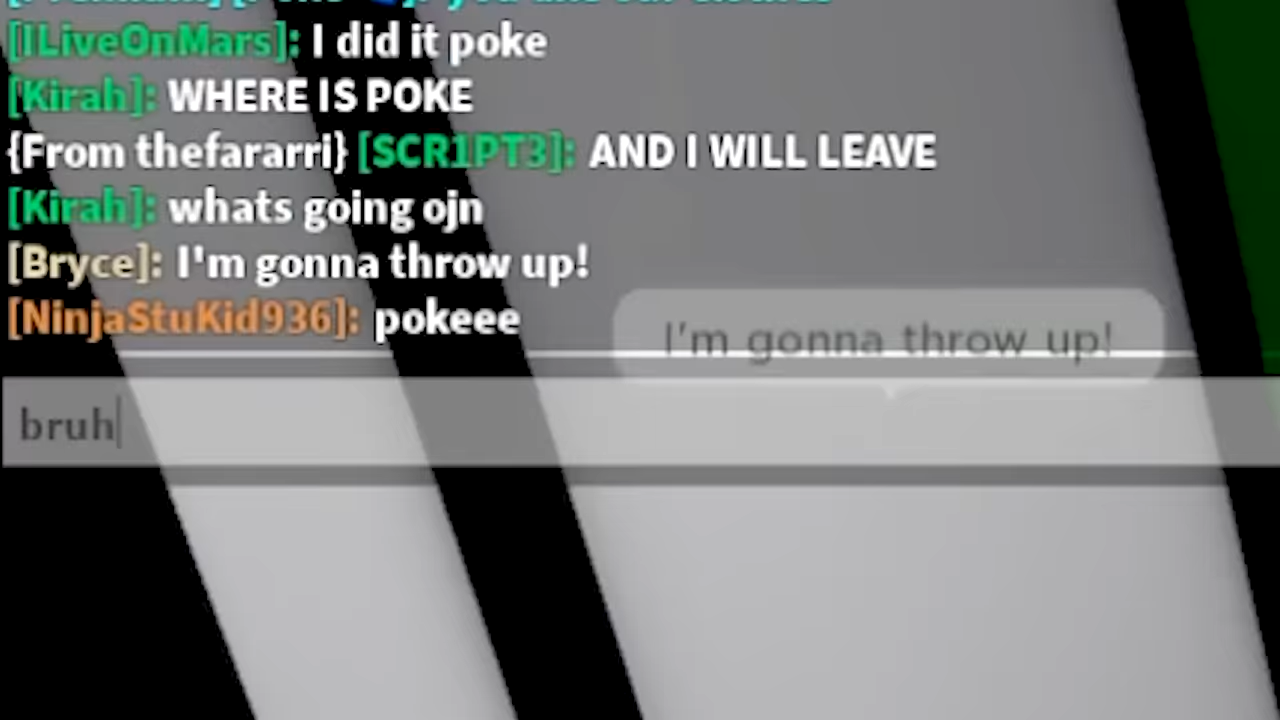 [ILiveOnMars]: I did it poke
[Kirah]: WHERE IS POKE
{From thefararri} [SCR1PT3]: AND I WILL LEAVE
[Kirah]: whats going ojn
[Bryce]: I'm gonna throw up!
[NinjaStuKid936]: pokeee
I'm gonna throw up!
bruh